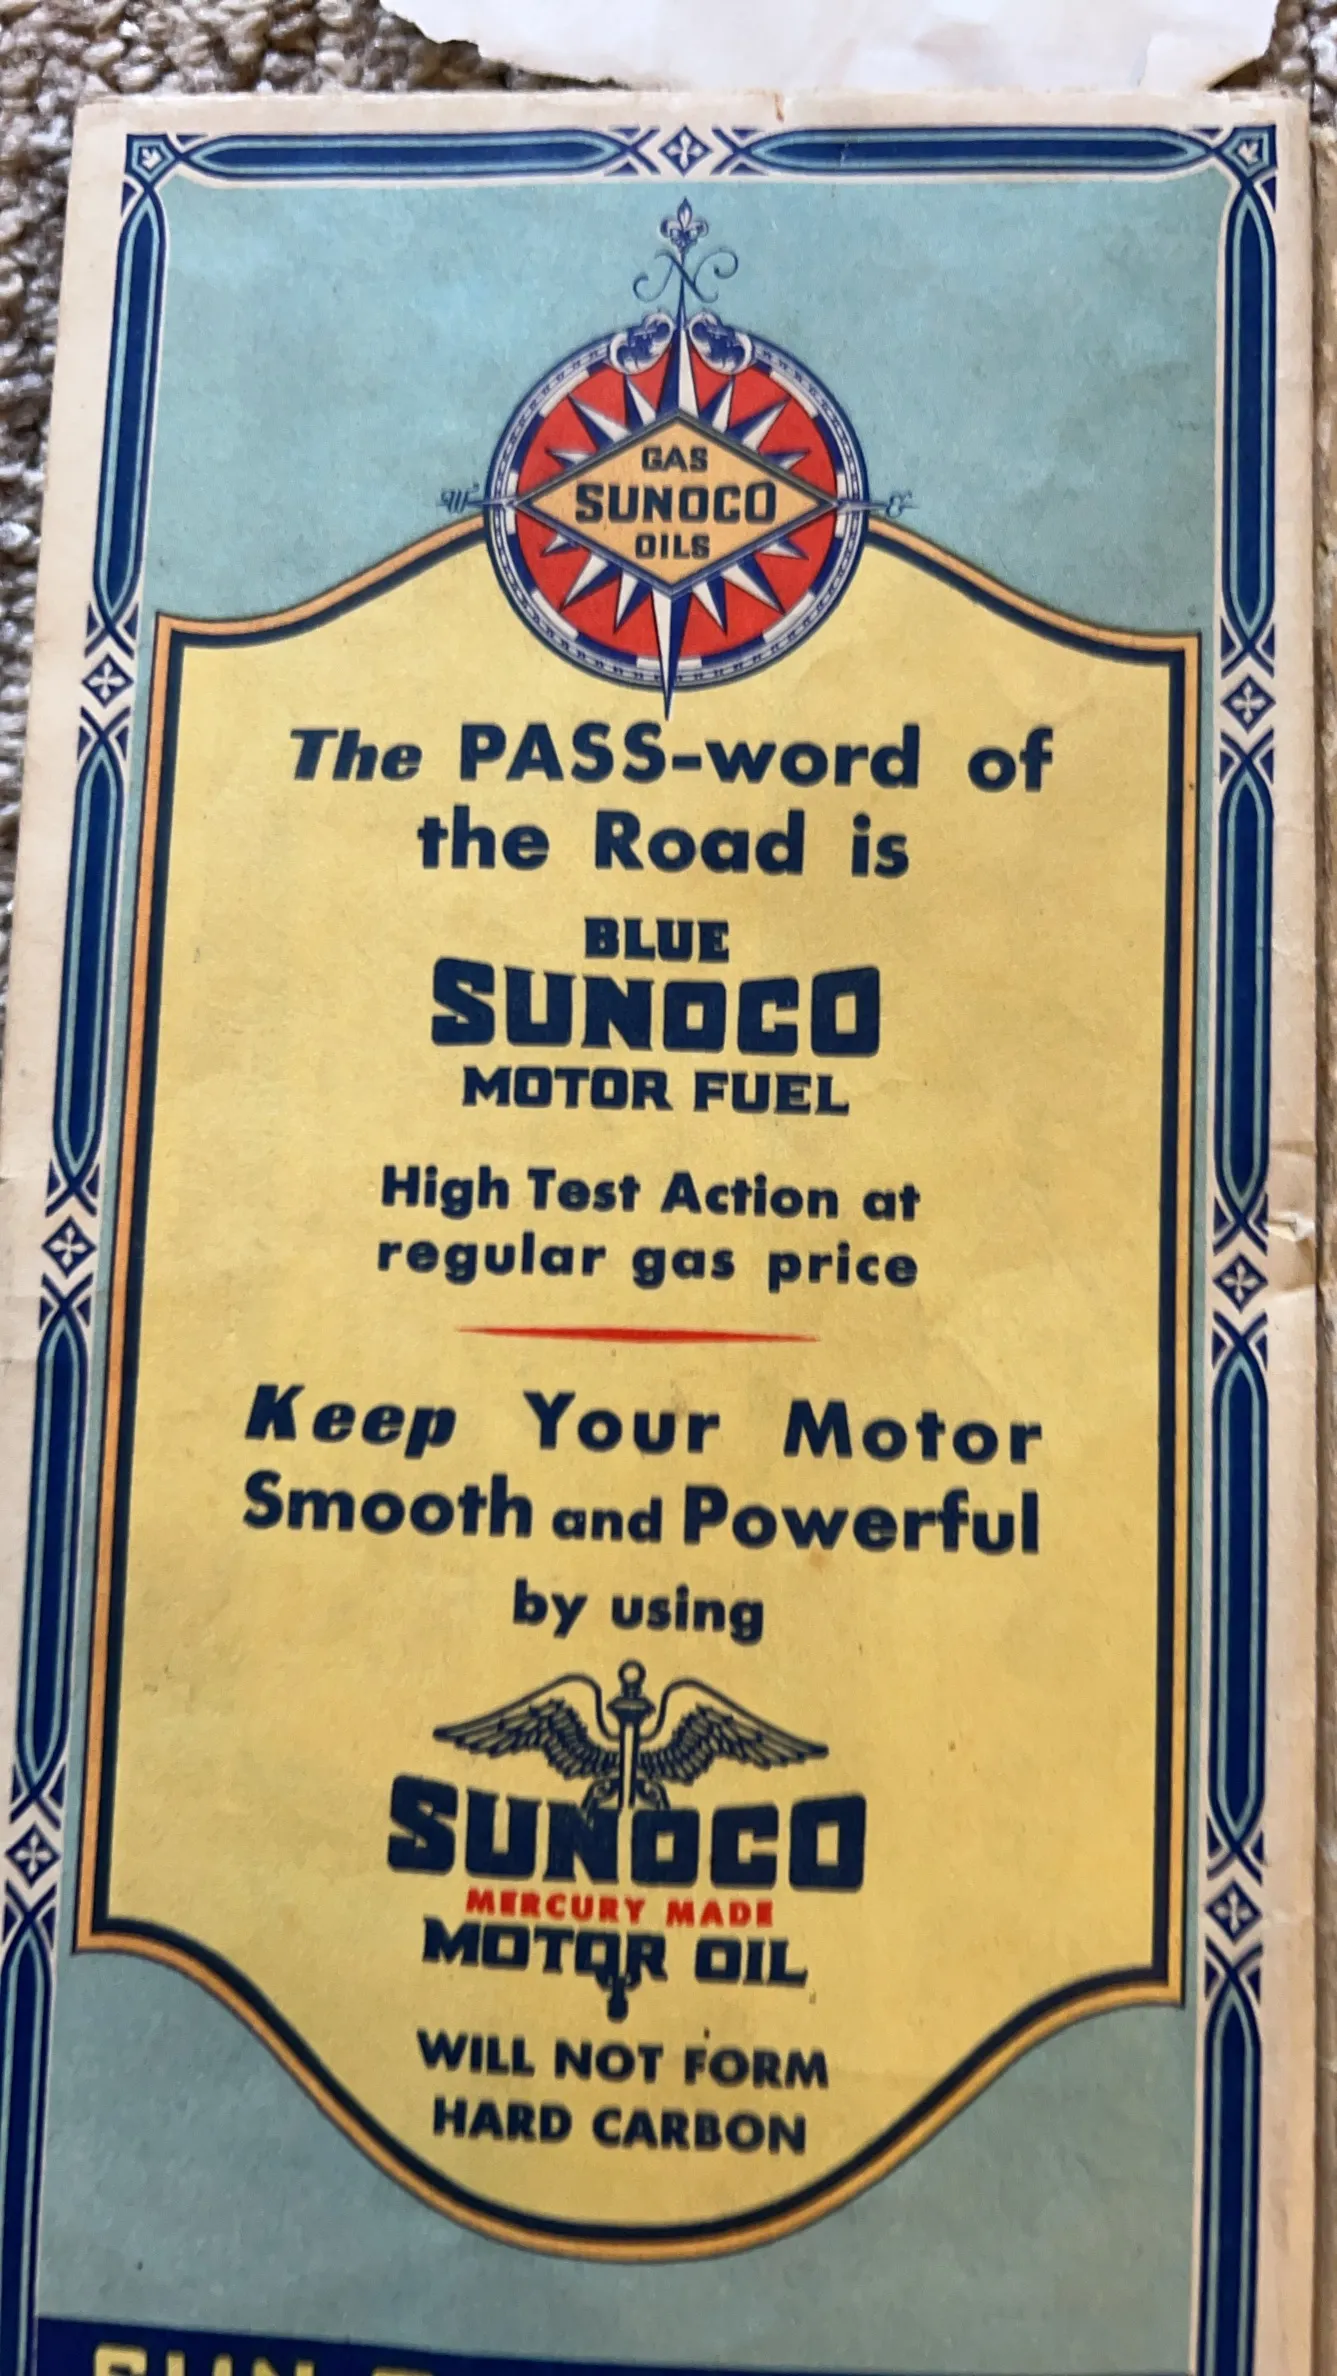 N
W
E
GAS
SUNOCO
OILS
The PASS-word of
the Road is
BLUE
SUNOCO
MOTOR FUEL
High Test Action at
regular gas price
Keep Your Motor
Smooth and Powerful
by using
SUNOCO
MERCURY MADE
MOTOR OIL
WILL NOT FORM
HARD CARBON
SUN